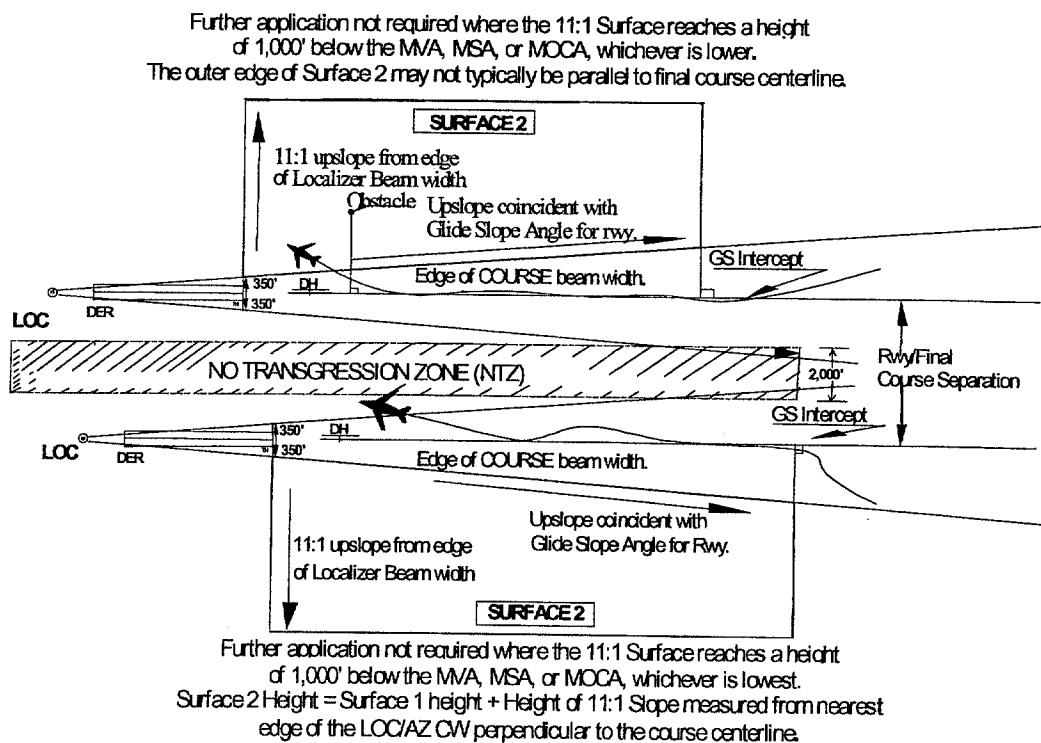 Further application not required where the 11:1 Surface reaches a height
of 1,000' below the MVA, MSA, or MOCA, whichever is lower.
The outer edge of Surface 2 may not typically be parallel to final course centerline.
SURFACE 2
11:1 upslope from edge
of Localizer Beam width
Obstacle
Upslope coincident with
Glide Slope Angle for rwy.
GS Intercept
Edge of COURSE beam width.
350'
350'
DH
LOC
DER
NO TRANSGRESSION ZONE (NTZ)
2,000'
Rwy/Final
Course Separation
GS Intercept
350'
350'
DH
LOC
DER
Edge of COURSE beam width.
Upslope coincident with
Glide Slope Angle for Rwy.
11:1 upslope from edge
of Localizer Beam width
SURFACE 2
Further application not required where the 11:1 Surface reaches a height
of 1,000' below the MVA, MSA, or MOCA, whichever is lowest.
Surface 2 Height = Surface 1 height + Height of 11:1 Slope measured from nearest
edge of the LOC/AZ CW perpendicular to the course centerline.